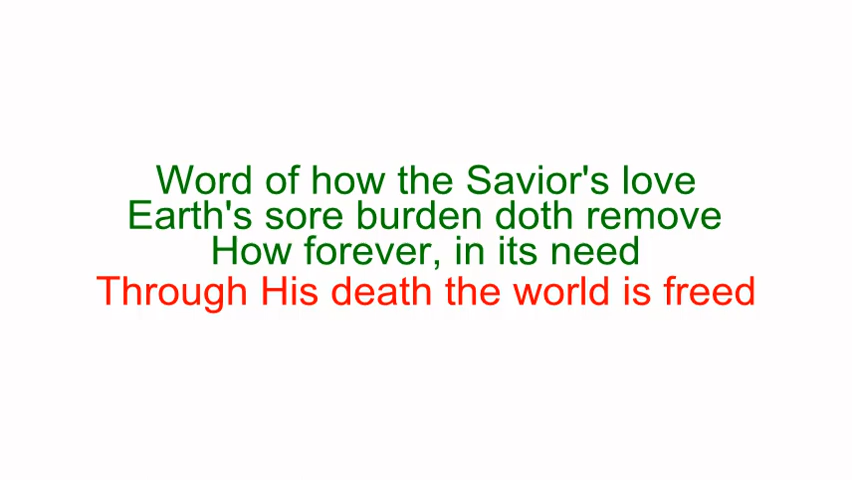 Word of how the Savior's love
Earth's sore burden doth remove
How forever, in its need
Through His death the world is freed